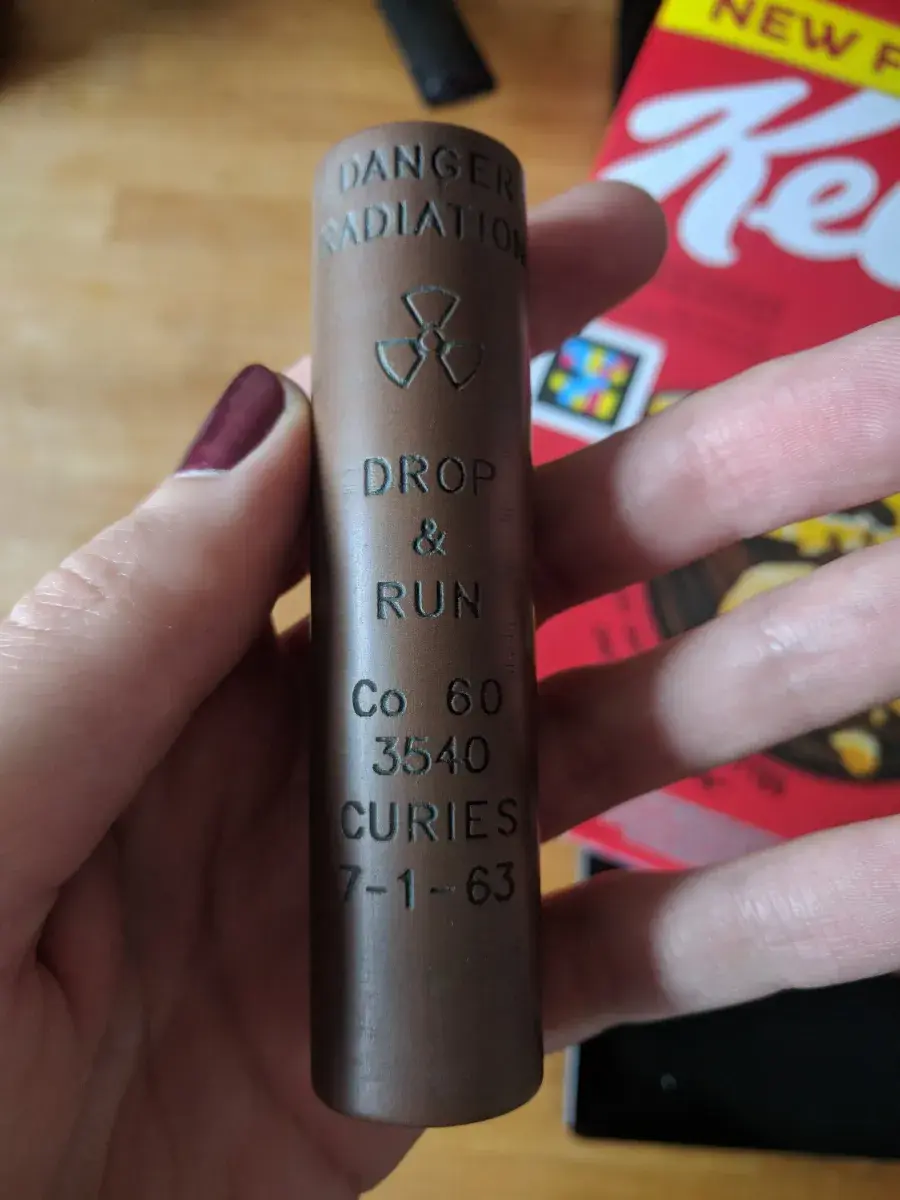 DANGER
RADIATION
DROP
&
RUN
Co 60
3540
CURIES
7-1-63
NEW